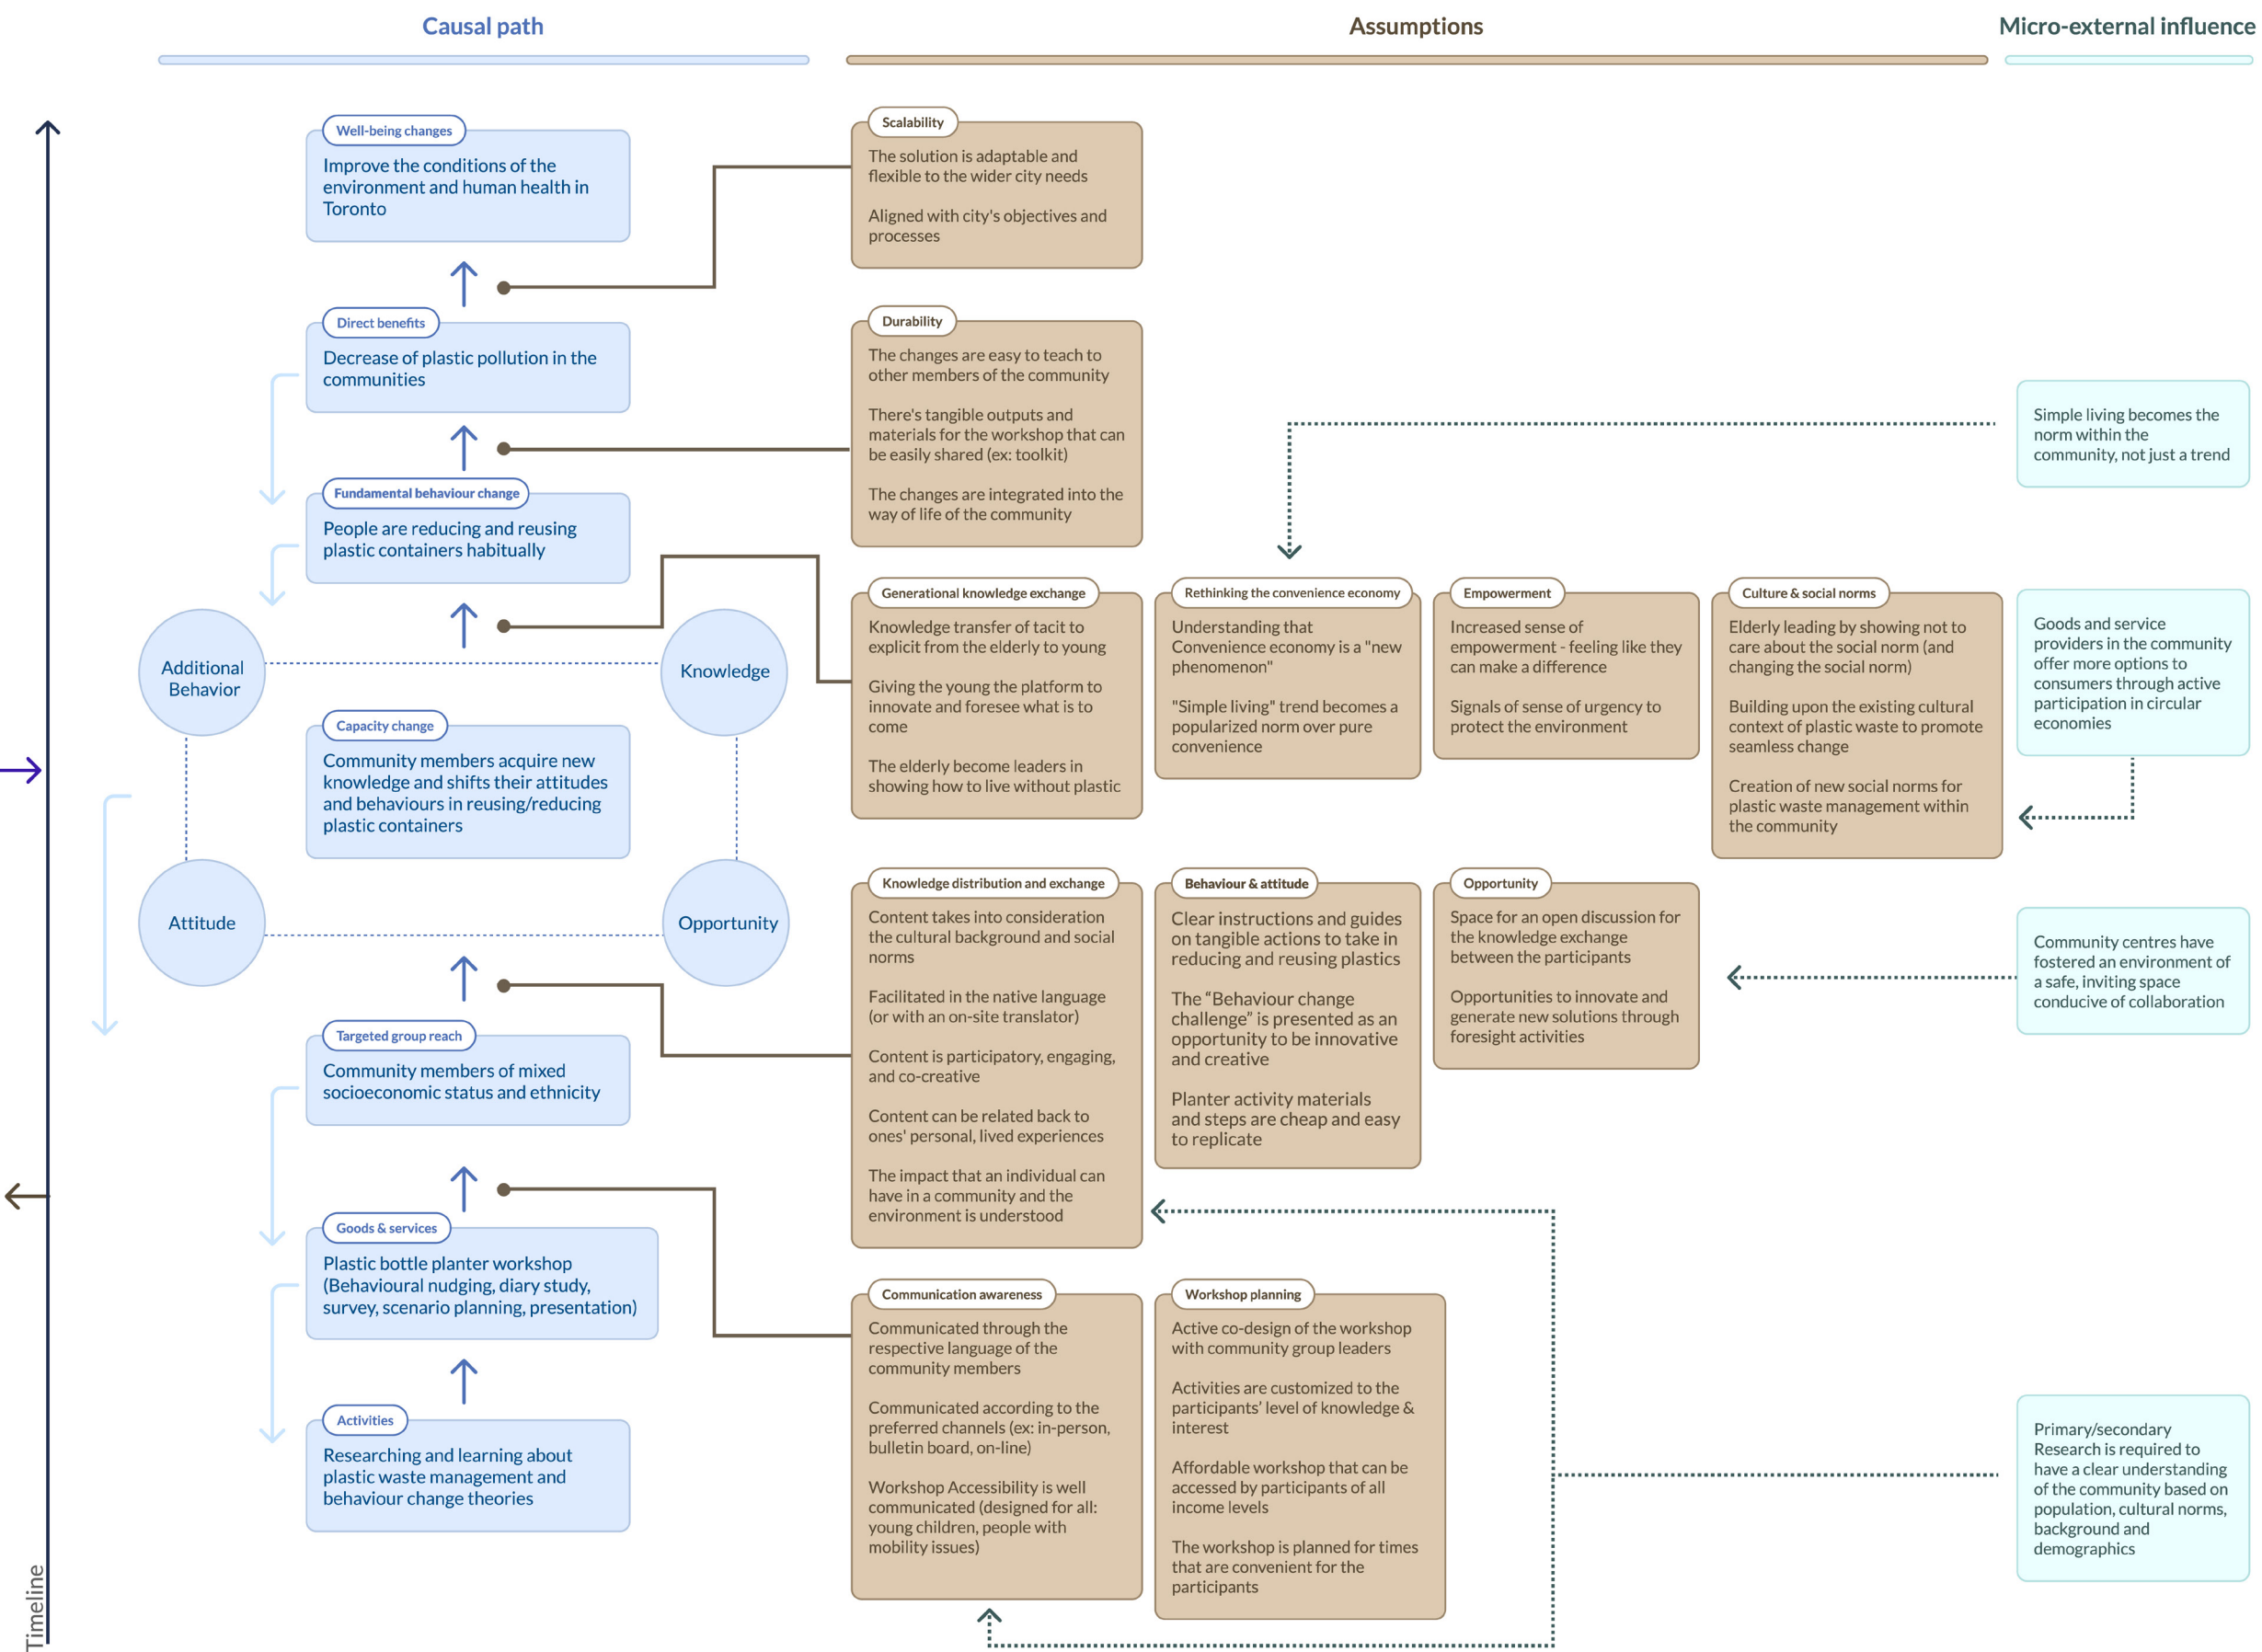 Causal path
Assumptions
Micro-external influence
Timeline
Well-being changes
Improve the conditions of the
environment and human health in
Toronto
Direct benefits
Decrease of plastic pollution in the
communities
Fundamental behaviour change
People are reducing and reusing
plastic containers habitually
Additional
Behavior
Knowledge
Capacity change
Community members acquire new
knowledge and shifts their attitudes
and behaviours in reusing/reducing
plastic containers
Attitude
Opportunity
Targeted group reach
Community members of mixed
socioeconomic status and ethnicity
Goods & services
Plastic bottle planter workshop
(Behavioural nudging, diary study,
survey, scenario planning, presentation)
Activities
Researching and learning about
plastic waste management and
behaviour change theories
Scalability
The solution is adaptable and
flexible to the wider city needs
Aligned with city's objectives and
processes
Durability
The changes are easy to teach to
other members of the community
There's tangible outputs and
materials for the workshop that can
be easily shared (ex: toolkit)
The changes are integrated into the
way of life of the community
Generational knowledge exchange
Knowledge transfer of tacit to
explicit from the elderly to young
Giving the young the platform to
innovate and foresee what is to
come
The elderly become leaders in
showing how to live without plastic
Rethinking the convenience economy
Understanding that
Convenience economy is a "new
phenomenon"
"Simple living" trend becomes a
popularized norm over pure
convenience
Empowerment
Increased sense of
empowerment - feeling like they
can make a difference
Signals of sense of urgency to
protect the environment
Culture & social norms
Elderly leading by showing not to
care about the social norm (and
changing the social norm)
Building upon the existing cultural
context of plastic waste to promote
seamless change
Creation of new social norms for
plastic waste management within
the community
Knowledge distribution and exchange
Content takes into consideration
the cultural background and social
norms
Facilitated in the native language
(or with an on-site translator)
Content is participatory, engaging,
and co-creative
Content can be related back to
ones' personal, lived experiences
The impact that an individual can
have in a community and the
environment is understood
Behaviour & attitude
Clear instructions and guides
on tangible actions to take in
reducing and reusing plastics
The “Behaviour change
challenge” is presented as an
opportunity to be innovative
and creative
Planter activity materials
and steps are cheap and easy
to replicate
Opportunity
Space for an open discussion for
the knowledge exchange
between the participants
Opportunities to innovate and
generate new solutions through
foresight activities
Communication awareness
Communicated through the
respective language of the
community members
Communicated according to the
preferred channels (ex: in-person,
bulletin board, on-line)
Workshop Accessibility is well
communicated (designed for all:
young children, people with
mobility issues)
Workshop planning
Active co-design of the workshop
with community group leaders
Activities are customized to the
participants’ level of knowledge &
interest
Affordable workshop that can be
accessed by participants of all
income levels
The workshop is planned for times
that are convenient for the
participants
Simple living becomes the
norm within the
community, not just a trend
Goods and service
providers in the community
offer more options to
consumers through active
participation in circular
economies
Community centres have
fostered an environment of
a safe, inviting space
conducive of collaboration
Primary/secondary
Research is required to
have a clear understanding
of the community based on
population, cultural norms,
background and
demographics